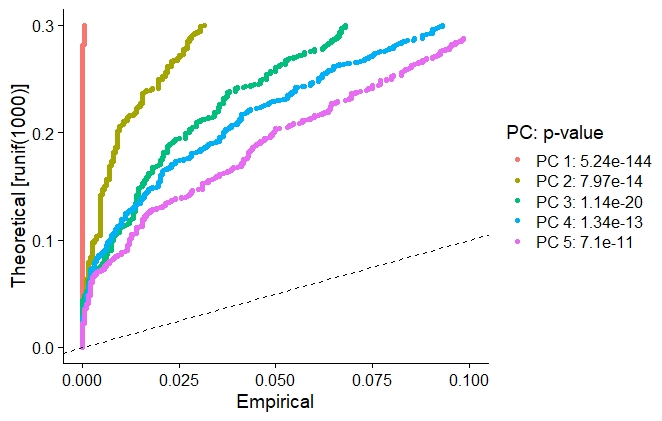 0.3
0.2
0.1
0.0
Theoretical [runif(1000)]
0.000 0.025 0.050 0.075 0.100
Empirical
PC: p-value
PC 1: 5.24e-144
PC 2: 7.97e-14
PC 3: 1.14e-20
PC 4: 1.34e-13
PC 5: 7.1e-11